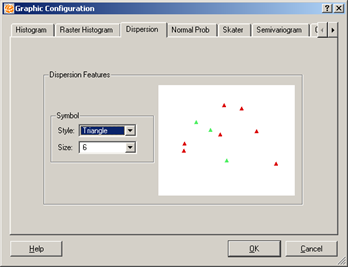 Graphic Configuration
Histogram Raster Histogram Dispersion Normal Prob Skater Semivariogram
Dispersion Features
Symbol
Style: Triangle
Size: 6
Help OK Cancel